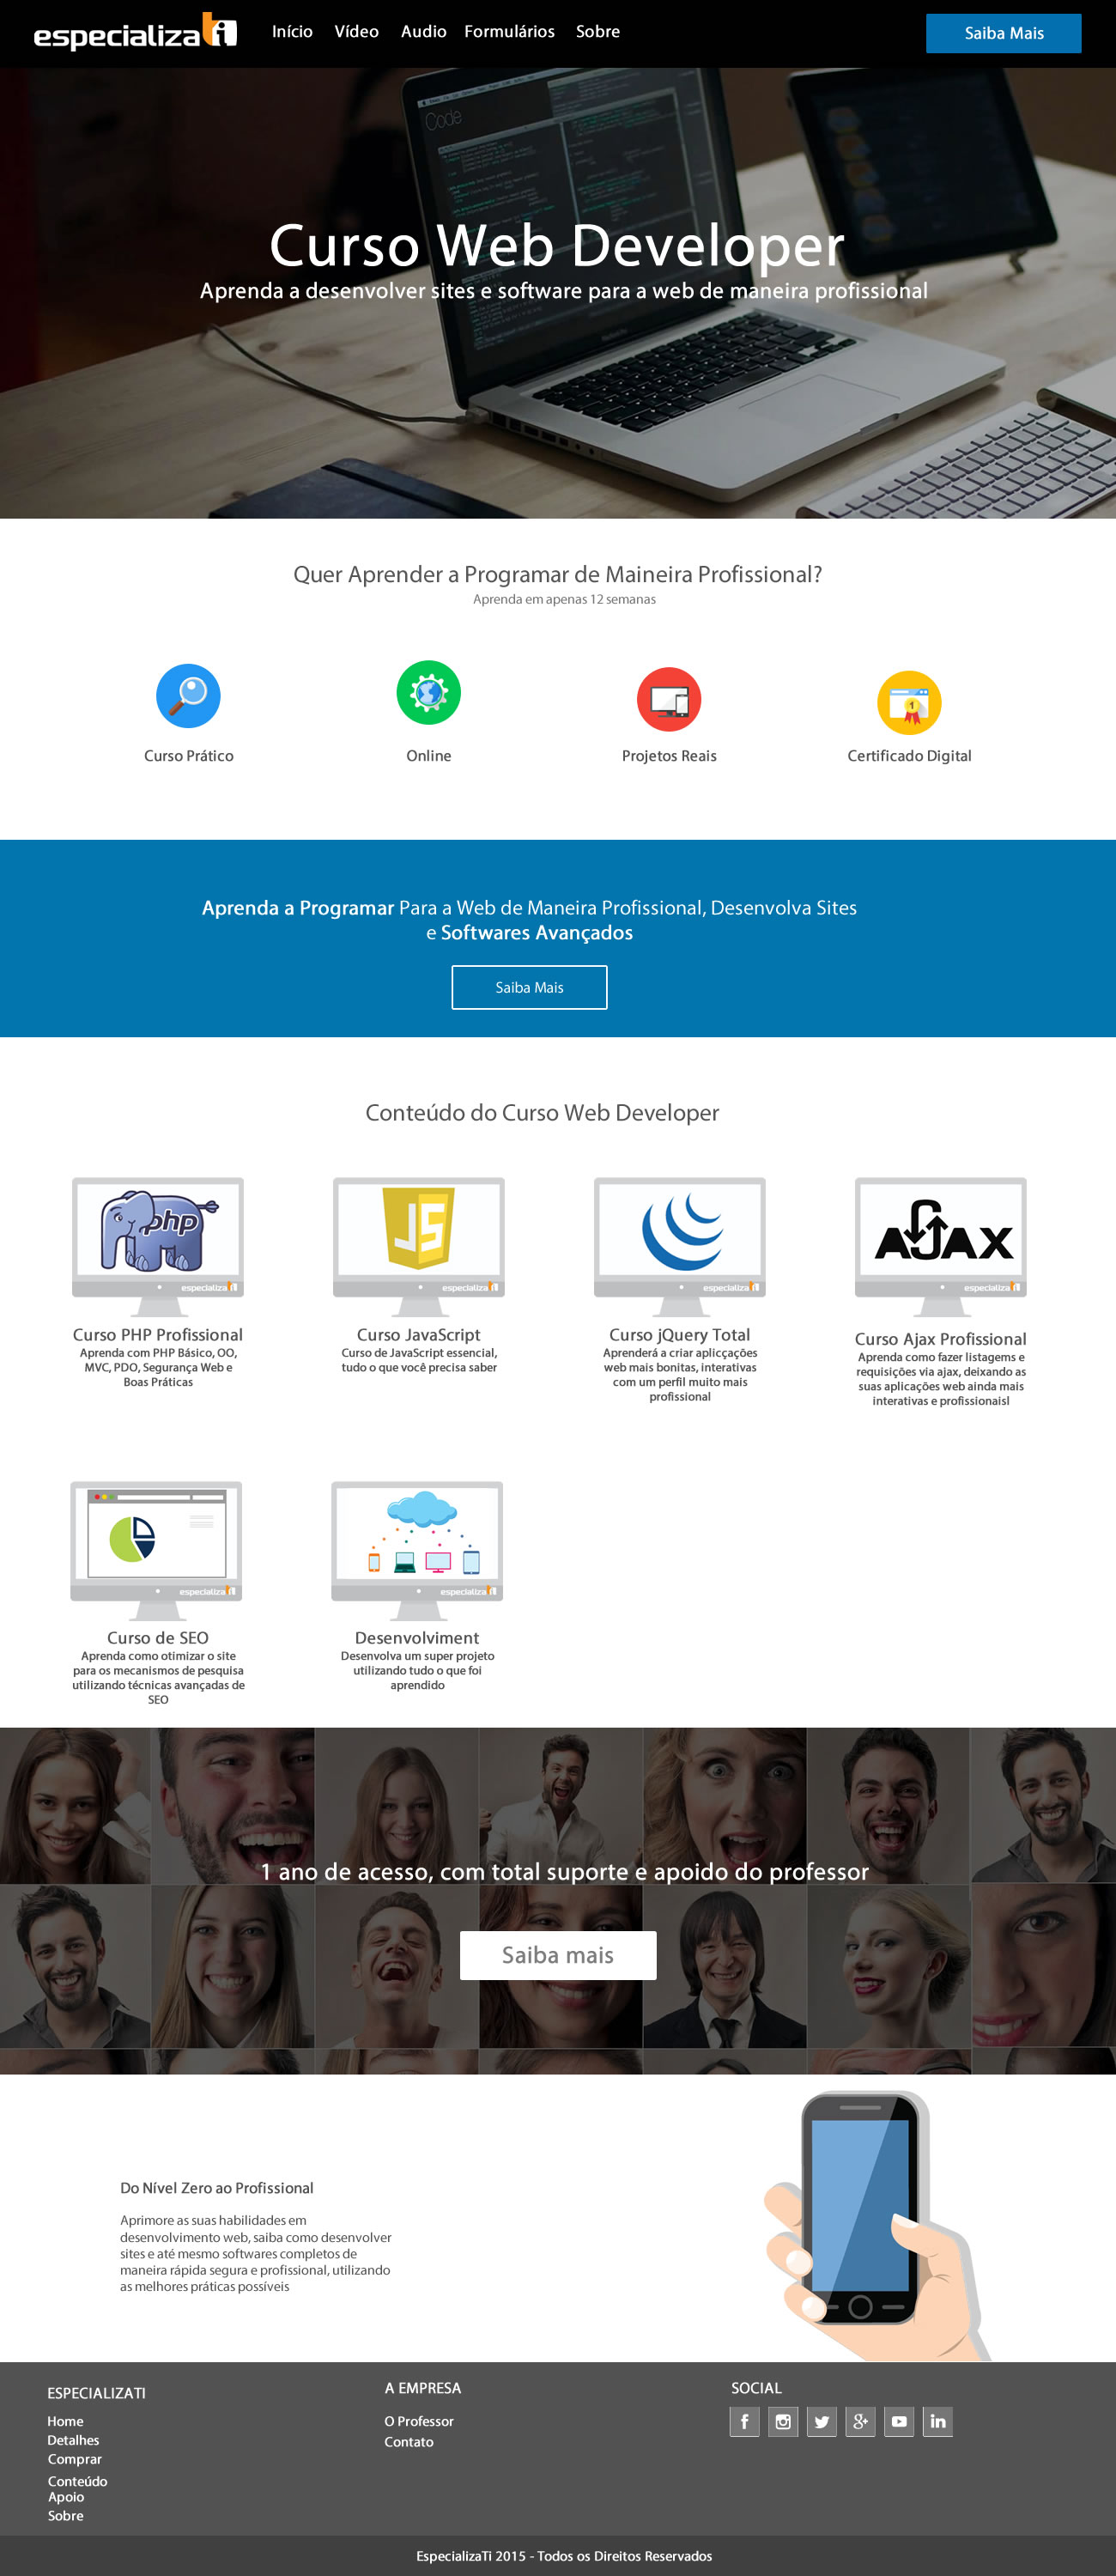 especializaTi
Início Vídeo Audio Formulários Sobre
Saiba Mais
Code
Curso Web Developer
Aprenda a desenvolver sites e software para a web de maneira profissional
Quer Aprender a Programar de Maineira Profissional?
Aprenda em apenas 12 semanas
1
Curso Prático
Online
Projetos Reais
Certificado Digital
Aprenda a Programar Para a Web de Maneira Profissional, Desenvolva Sites
e Softwares Avançados
Saiba Mais
Conteúdo do Curso Web Developer
php
JS
AJAX
especializaTi
especializaTi
especializaTi
especializaTi
Curso PHP Profissional
Aprenda com PHP Básico, OO,
MVC, PDO, Segurança Web e
Boas Práticas
Curso JavaScript
Curso de JavaScript essencial,
tudo o que você precisa saber
Curso jQuery Total
Aprenderá a criar aplicçações
web mais bonitas, interativas
com um perfil muito mais
profissional
Curso Ajax Profissional
Aprenda como fazer listagems e
requisições via ajax, deixando as
suas aplicações web ainda mais
interativas e profissionaisl
especializaTi
especializaTi
Curso de SEO
Aprenda como otimizar o site
para os mecanismos de pesquisa
utilizando técnicas avançadas de
SEO
Desenvolviment
Desenvolva um super projeto
utilizando tudo o que foi
aprendido
1 ano de acesso, com total suporte e apoido do professor
Saiba mais
Do Nível Zero ao Profissional
Aprimore as suas habilidades em
desenvolvimento web, saiba como desenvolver
sites e até mesmo softwares completos de
maneira rápida segura e profissional, utilizando
as melhores práticas possíveis
ESPECIALIZATI
Home
Detalhes
Comprar
Conteúdo
Apoio
Sobre
A EMPRESA
O Professor
Contato
SOCIAL
EspecializaTi 2015 - Todos os Direitos Reservados